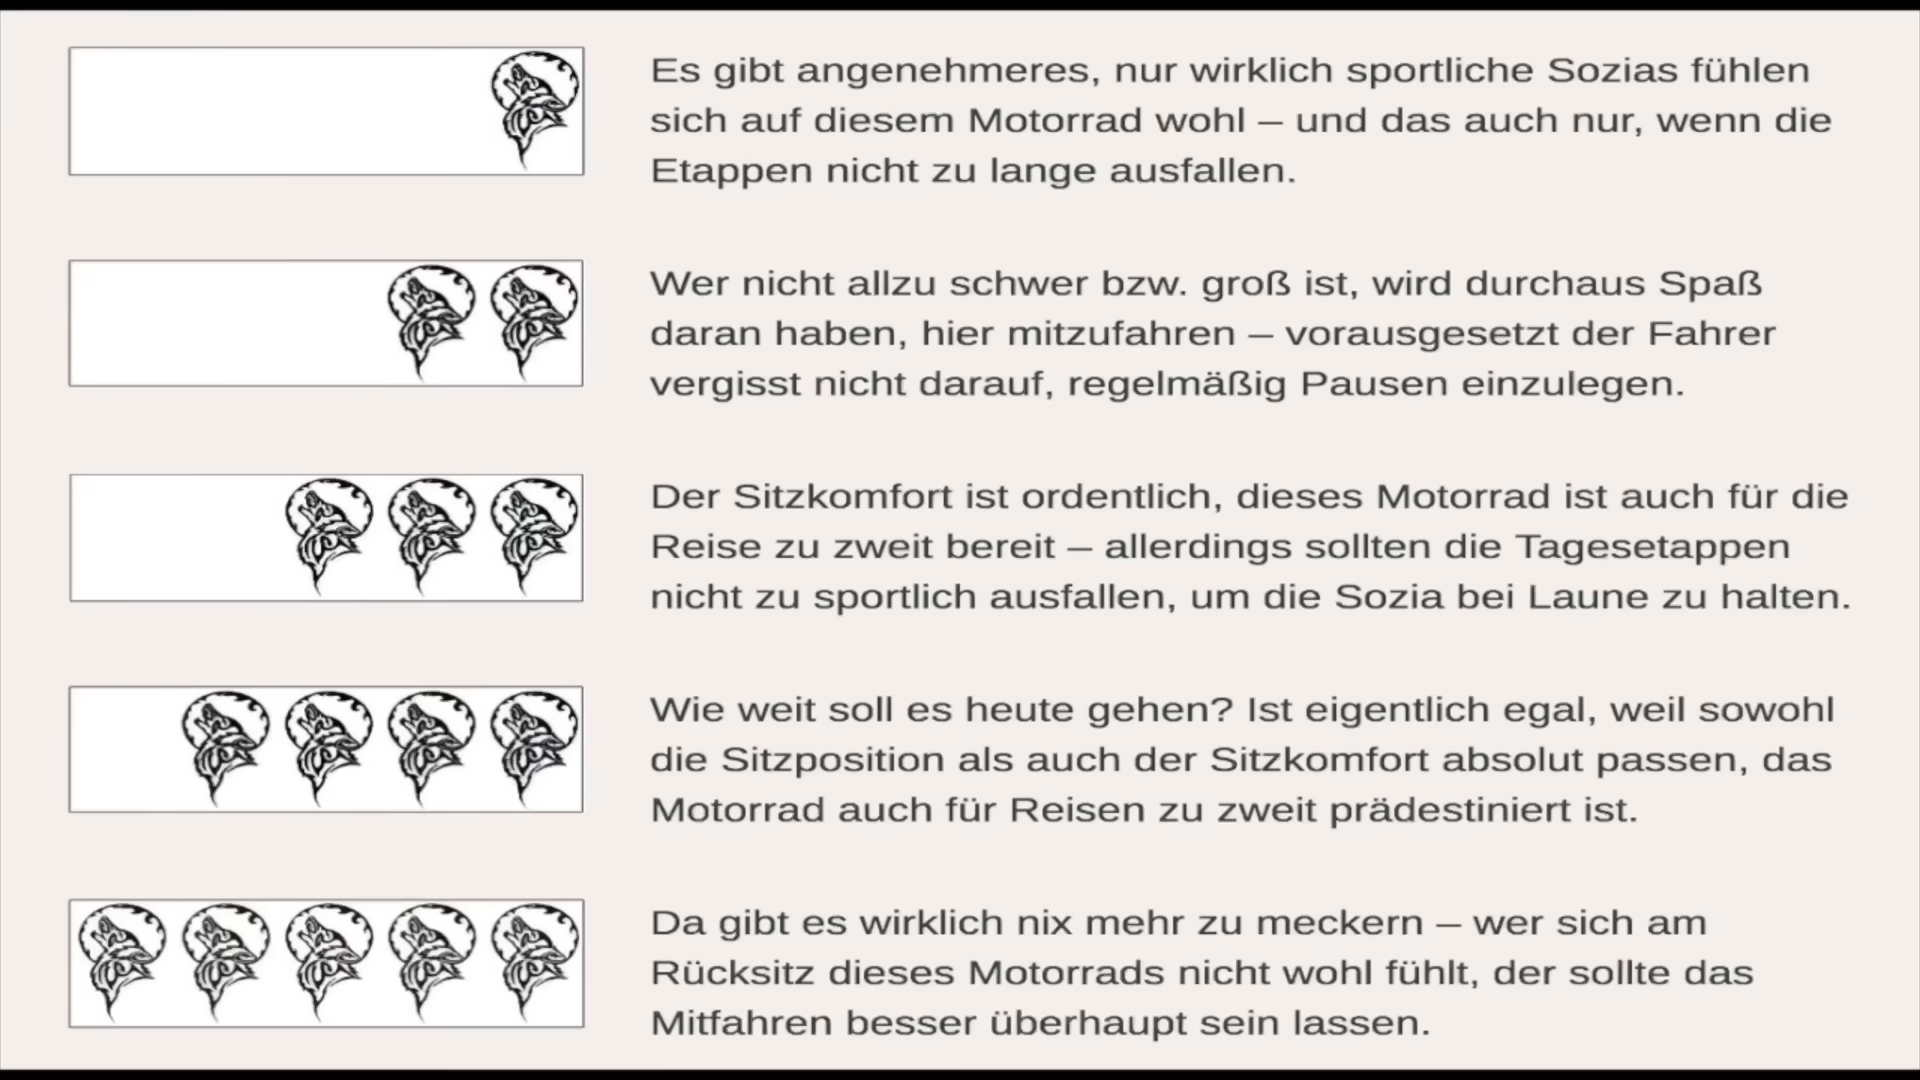 Es gibt angenehmeres, nur wirklich sportliche Sozias fühlen
sich auf diesem Motorrad wohl – und das auch nur, wenn die
Etappen nicht zu lange ausfallen.
Wer nicht allzu schwer bzw. groß ist, wird durchaus Spaß
daran haben, hier mitzufahren – vorausgesetzt der Fahrer
vergisst nicht darauf, regelmäßig Pausen einzulegen.
Der Sitzkomfort ist ordentlich, dieses Motorrad ist auch für die
Reise zu zweit bereit – allerdings sollten die Tagesetappen
nicht zu sportlich ausfallen, um die Sozia bei Laune zu halten.
Wie weit soll es heute gehen? Ist eigentlich egal, weil sowohl
die Sitzposition als auch der Sitzkomfort absolut passen, das
Motorrad auch für Reisen zu zweit prädestiniert ist.
Da gibt es wirklich nix mehr zu meckern – wer sich am
Rücksitz dieses Motorrads nicht wohl fühlt, der sollte das
Mitfahren besser überhaupt sein lassen.